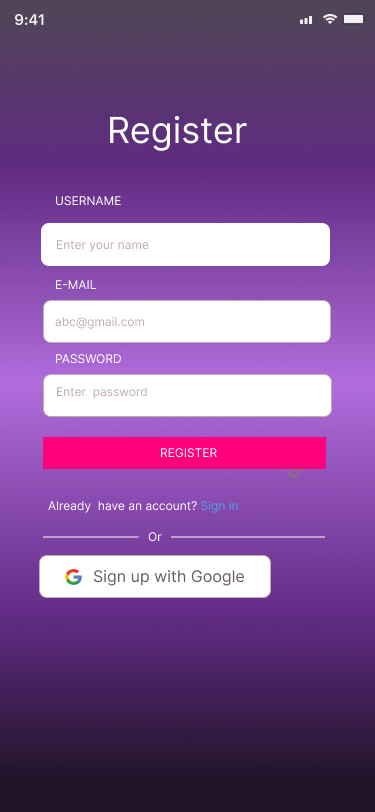 9:41
Register
USERNAME
Enter your name
E-MAIL
abc@gmail.com
PASSWORD
Enter  password
REGISTER
Already  have an account? Sign in
Or
Sign up with Google